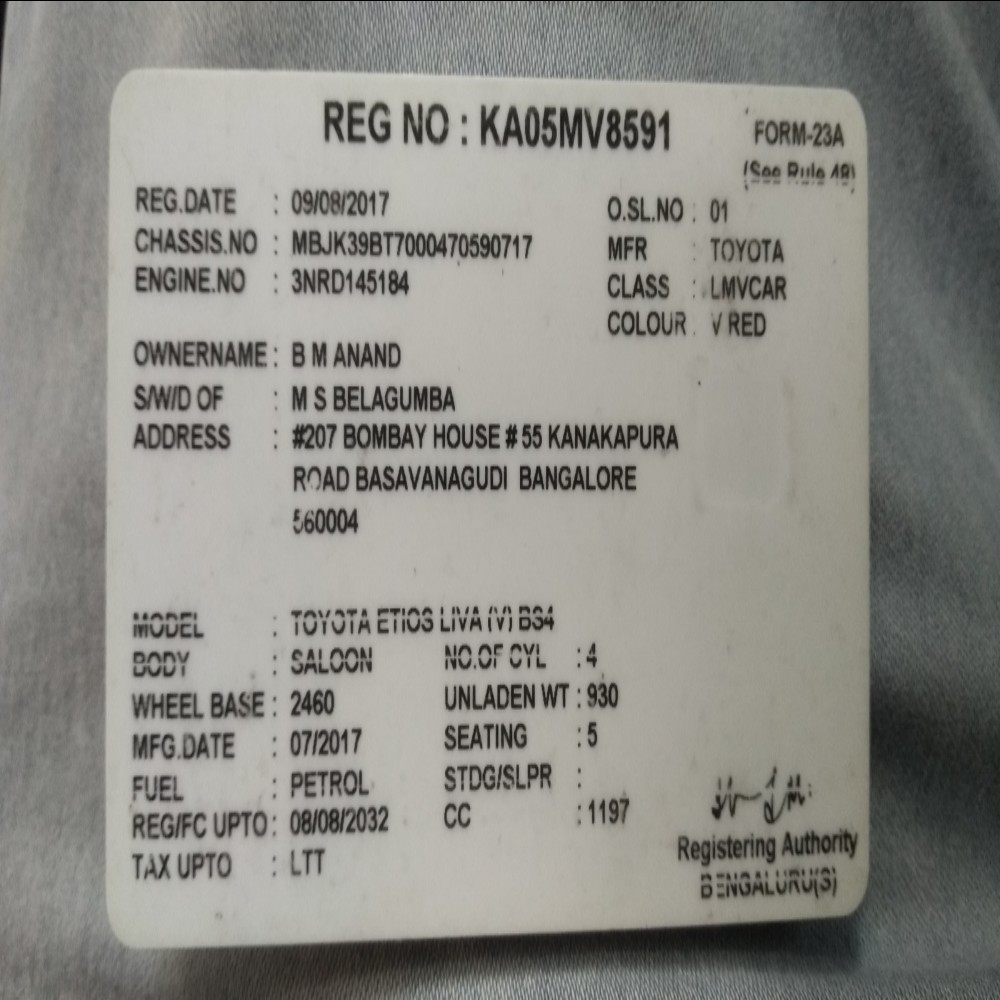 REG NO : KA05MV8591
FORM-23A
(See Rule 48)
REG.DATE : 09/08/2017 O.SL.NO : 01
CHASSIS.NO : MBJK39BT7000470590717 MFR : TOYOTA
ENGINE.NO : 3NRD145184 CLASS : LMVCAR
COLOUR : V RED
OWNERNAME : B M ANAND
S/W/D OF : M S BELAGUMBA
ADDRESS : #207 BOMBAY HOUSE # 55 KANAKAPURA
ROAD BASAVANAGUDI BANGALORE
560004
MODEL : TOYOTA ETIOS LIVA (V) BS4
BODY : SALOON NO.OF CYL : 4
WHEEL BASE : 2460 UNLADEN WT : 930
MFG.DATE : 07/2017 SEATING : 5
FUEL : PETROL STDG/SLPR :
REG/FC UPTO : 08/08/2032 CC : 1197
TAX UPTO : LTT
Registering Authority
BENGALURU(S)